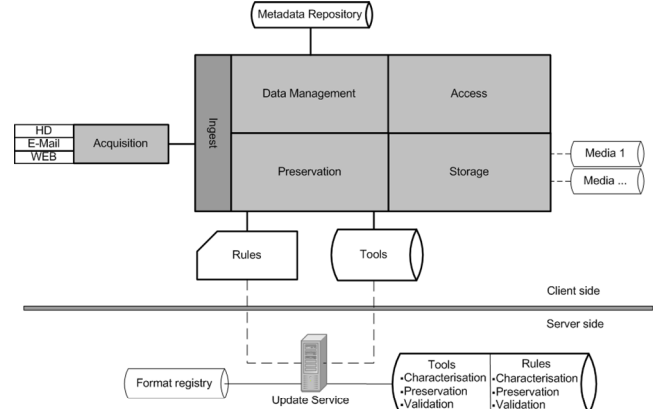 Metadata Repository
Data Management
Access
HD
E-Mail
WEB
Acquisition
Ingest
Preservation
Storage
Media 1
Media ...
Rules
Tools
Client side
Server side
Format registry
Update Service
Tools
•Characterisation
•Preservation
•Validation
Rules
•Characterisation
•Preservation
•Validation